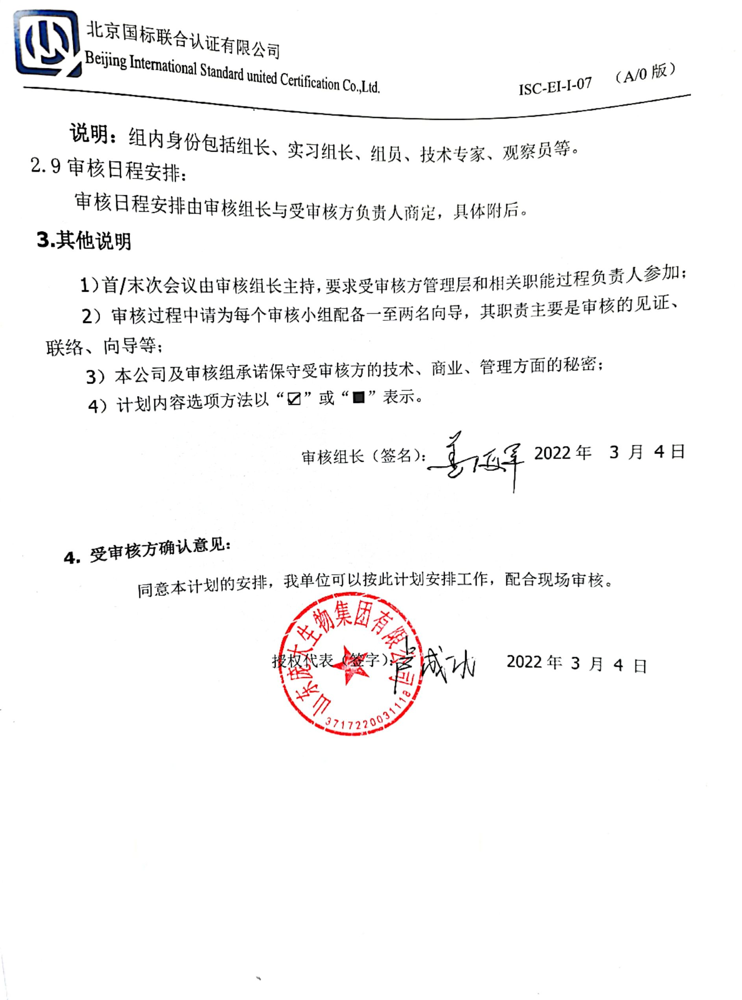 北京国标联合认证有限公司
Beijing International Standard united Certification Co.,Ltd.
ISC-EI-I-07 （A/0 版）
说明：组内身份包括组长、实习组长、组员、技术专家、观察员等。
2.9 审核日程安排：
审核日程安排由审核组长与受审核方负责人商定，具体附后。
3.其他说明
1)首/末次会议由审核组长主持,要求受审核方管理层和相关职能过程负责人参加；
2）审核过程中请为每个审核小组配备一至两名向导，其职责主要是审核的见证、
联络、向导等；
3）本公司及审核组承诺保守受审核方的技术、商业、管理方面的秘密；
4）计划内容选项方法以“☑”或“■”表示。
审核组长（签名）： 2022 年 3 月 4 日
4. 受审核方确认意见：
同意本计划的安排，我单位可以按此计划安排工作，配合现场审核。
山东庞大生物集团有限公司
授权代表（签字）：卢成功 2022 年 3 月 4 日
3717220031118